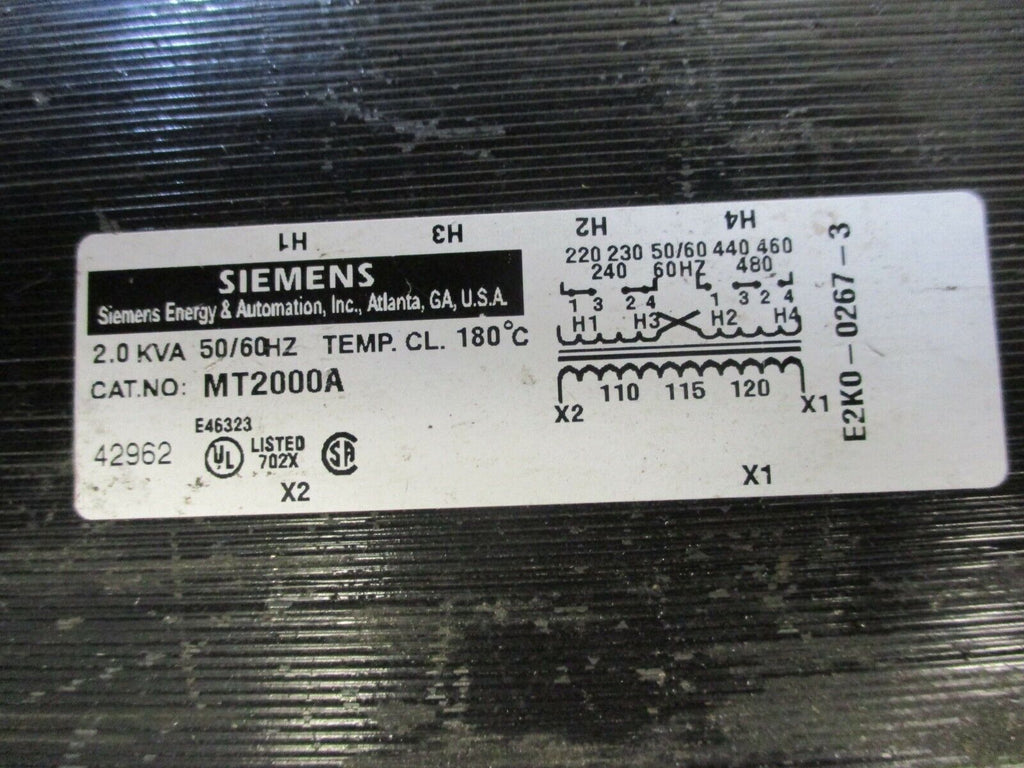 H1 H3 H2 H4
SIEMENS
Siemens Energy & Automation, Inc., Atlanta, GA, U.S.A.
2.0 KVA 50/60HZ TEMP. CL. 180°C
CAT.NO: MT2000A
E46323
42962 UL LISTED 702X SA
X2 X1
220 230 50/60 440 460
240 60HZ 480
1 3 2 4 1 3 2 4
H1 H3 H2 H4
110 115 120
X2 X1
E2K0-0267-3